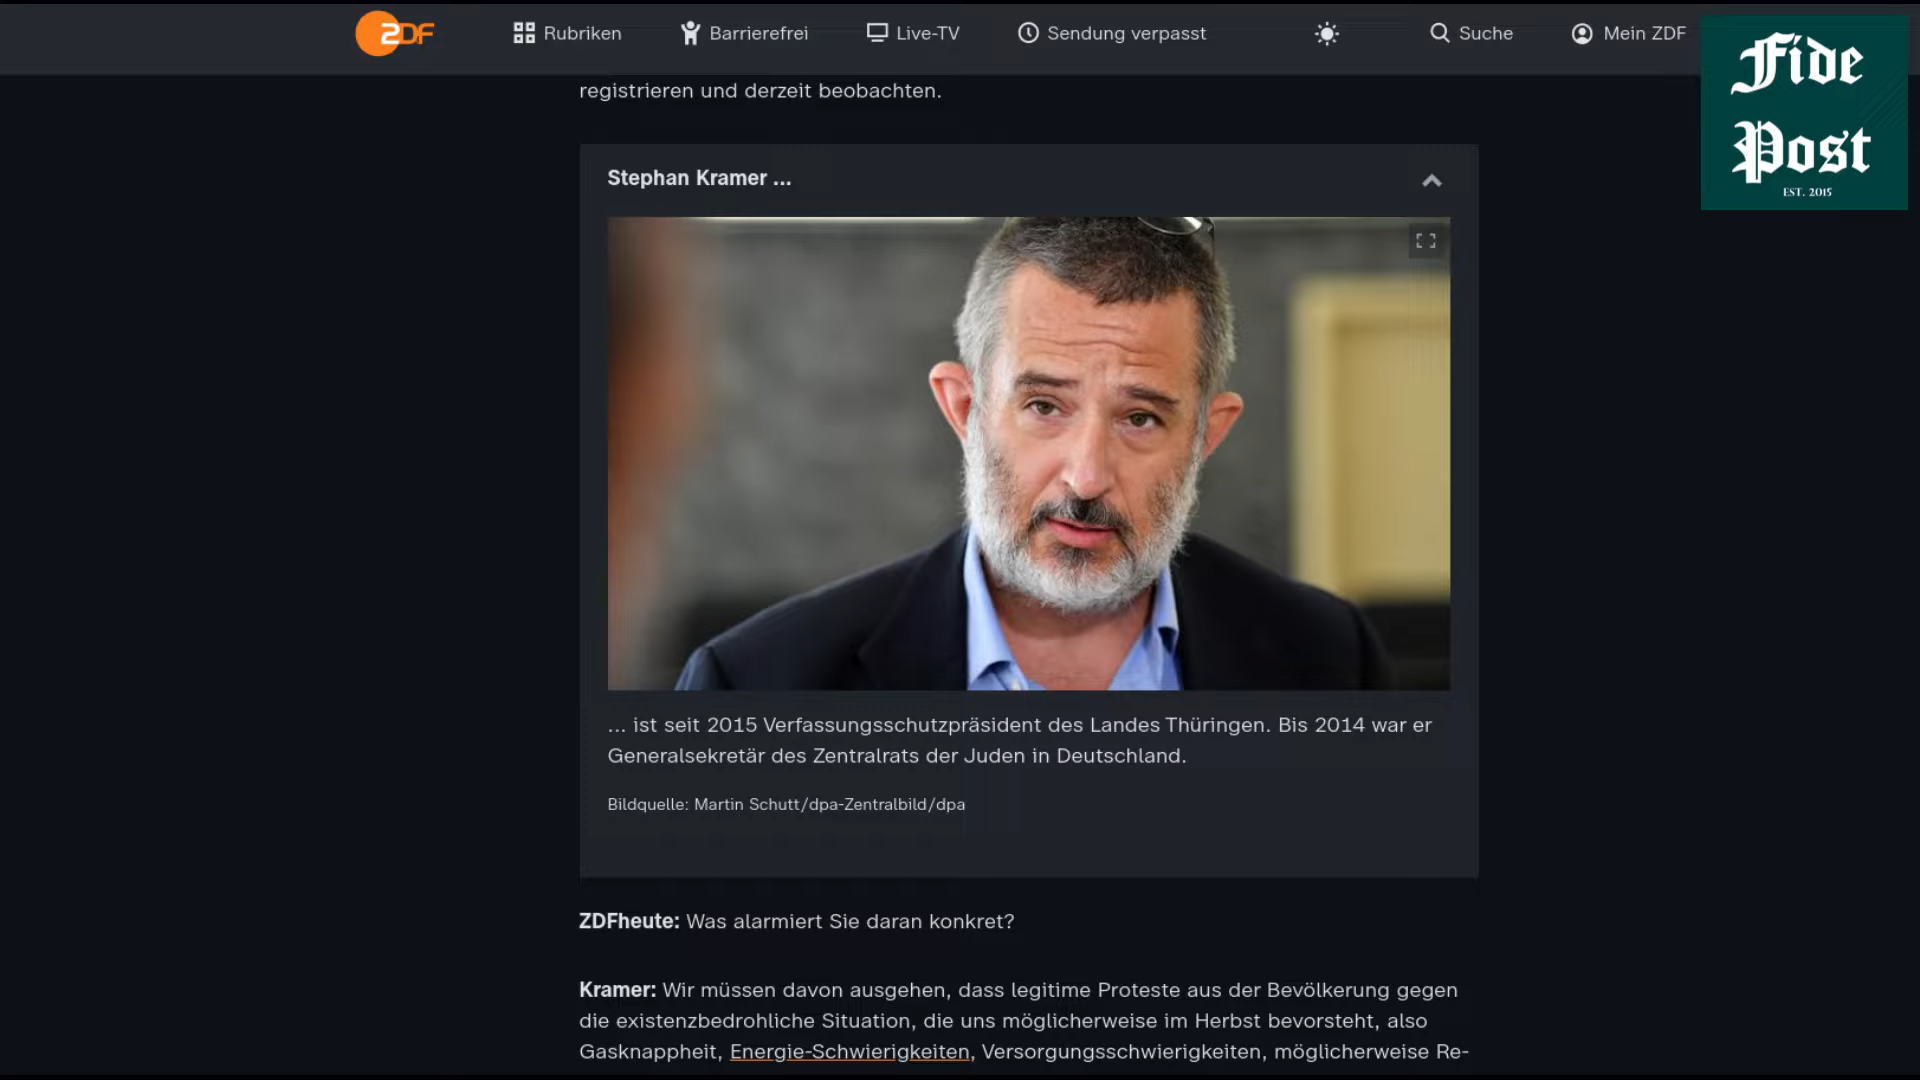 ZDF
Rubriken
Barrierefrei
Live-TV
Sendung verpasst
Suche
Mein ZDF
Fide
Post
EST. 2015
registrieren und derzeit beobachten.
Stephan Kramer ...
... ist seit 2015 Verfassungsschutzpräsident des Landes Thüringen. Bis 2014 war er
Generalsekretär des Zentralrats der Juden in Deutschland.
Bildquelle: Martin Schutt/dpa-Zentralbild/dpa
ZDFheute: Was alarmiert Sie daran konkret?
Kramer: Wir müssen davon ausgehen, dass legitime Proteste aus der Bevölkerung gegen
die existenzbedrohliche Situation, die uns möglicherweise im Herbst bevorsteht, also
Gasknappheit, Energie-Schwierigkeiten, Versorgungsschwierigkeiten, möglicherweise Re-